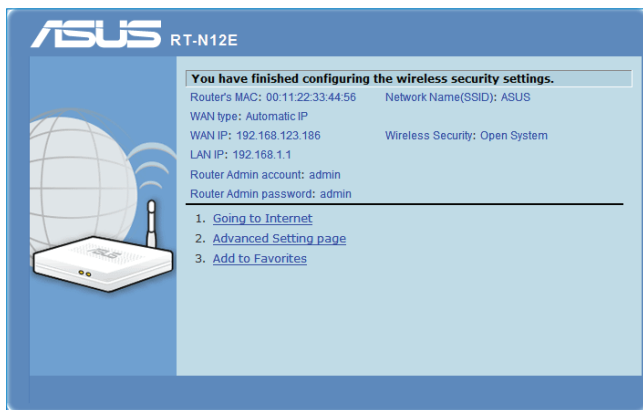 ASUS RT-N12E
You have finished configuring the wireless security settings.
Router's MAC: 00:11:22:33:44:56 Network Name(SSID): ASUS
WAN type: Automatic IP
WAN IP: 192.168.123.186 Wireless Security: Open System
LAN IP: 192.168.1.1
Router Admin account: admin
Router Admin password: admin
1. Going to Internet
2. Advanced Setting page
3. Add to Favorites
ASUS